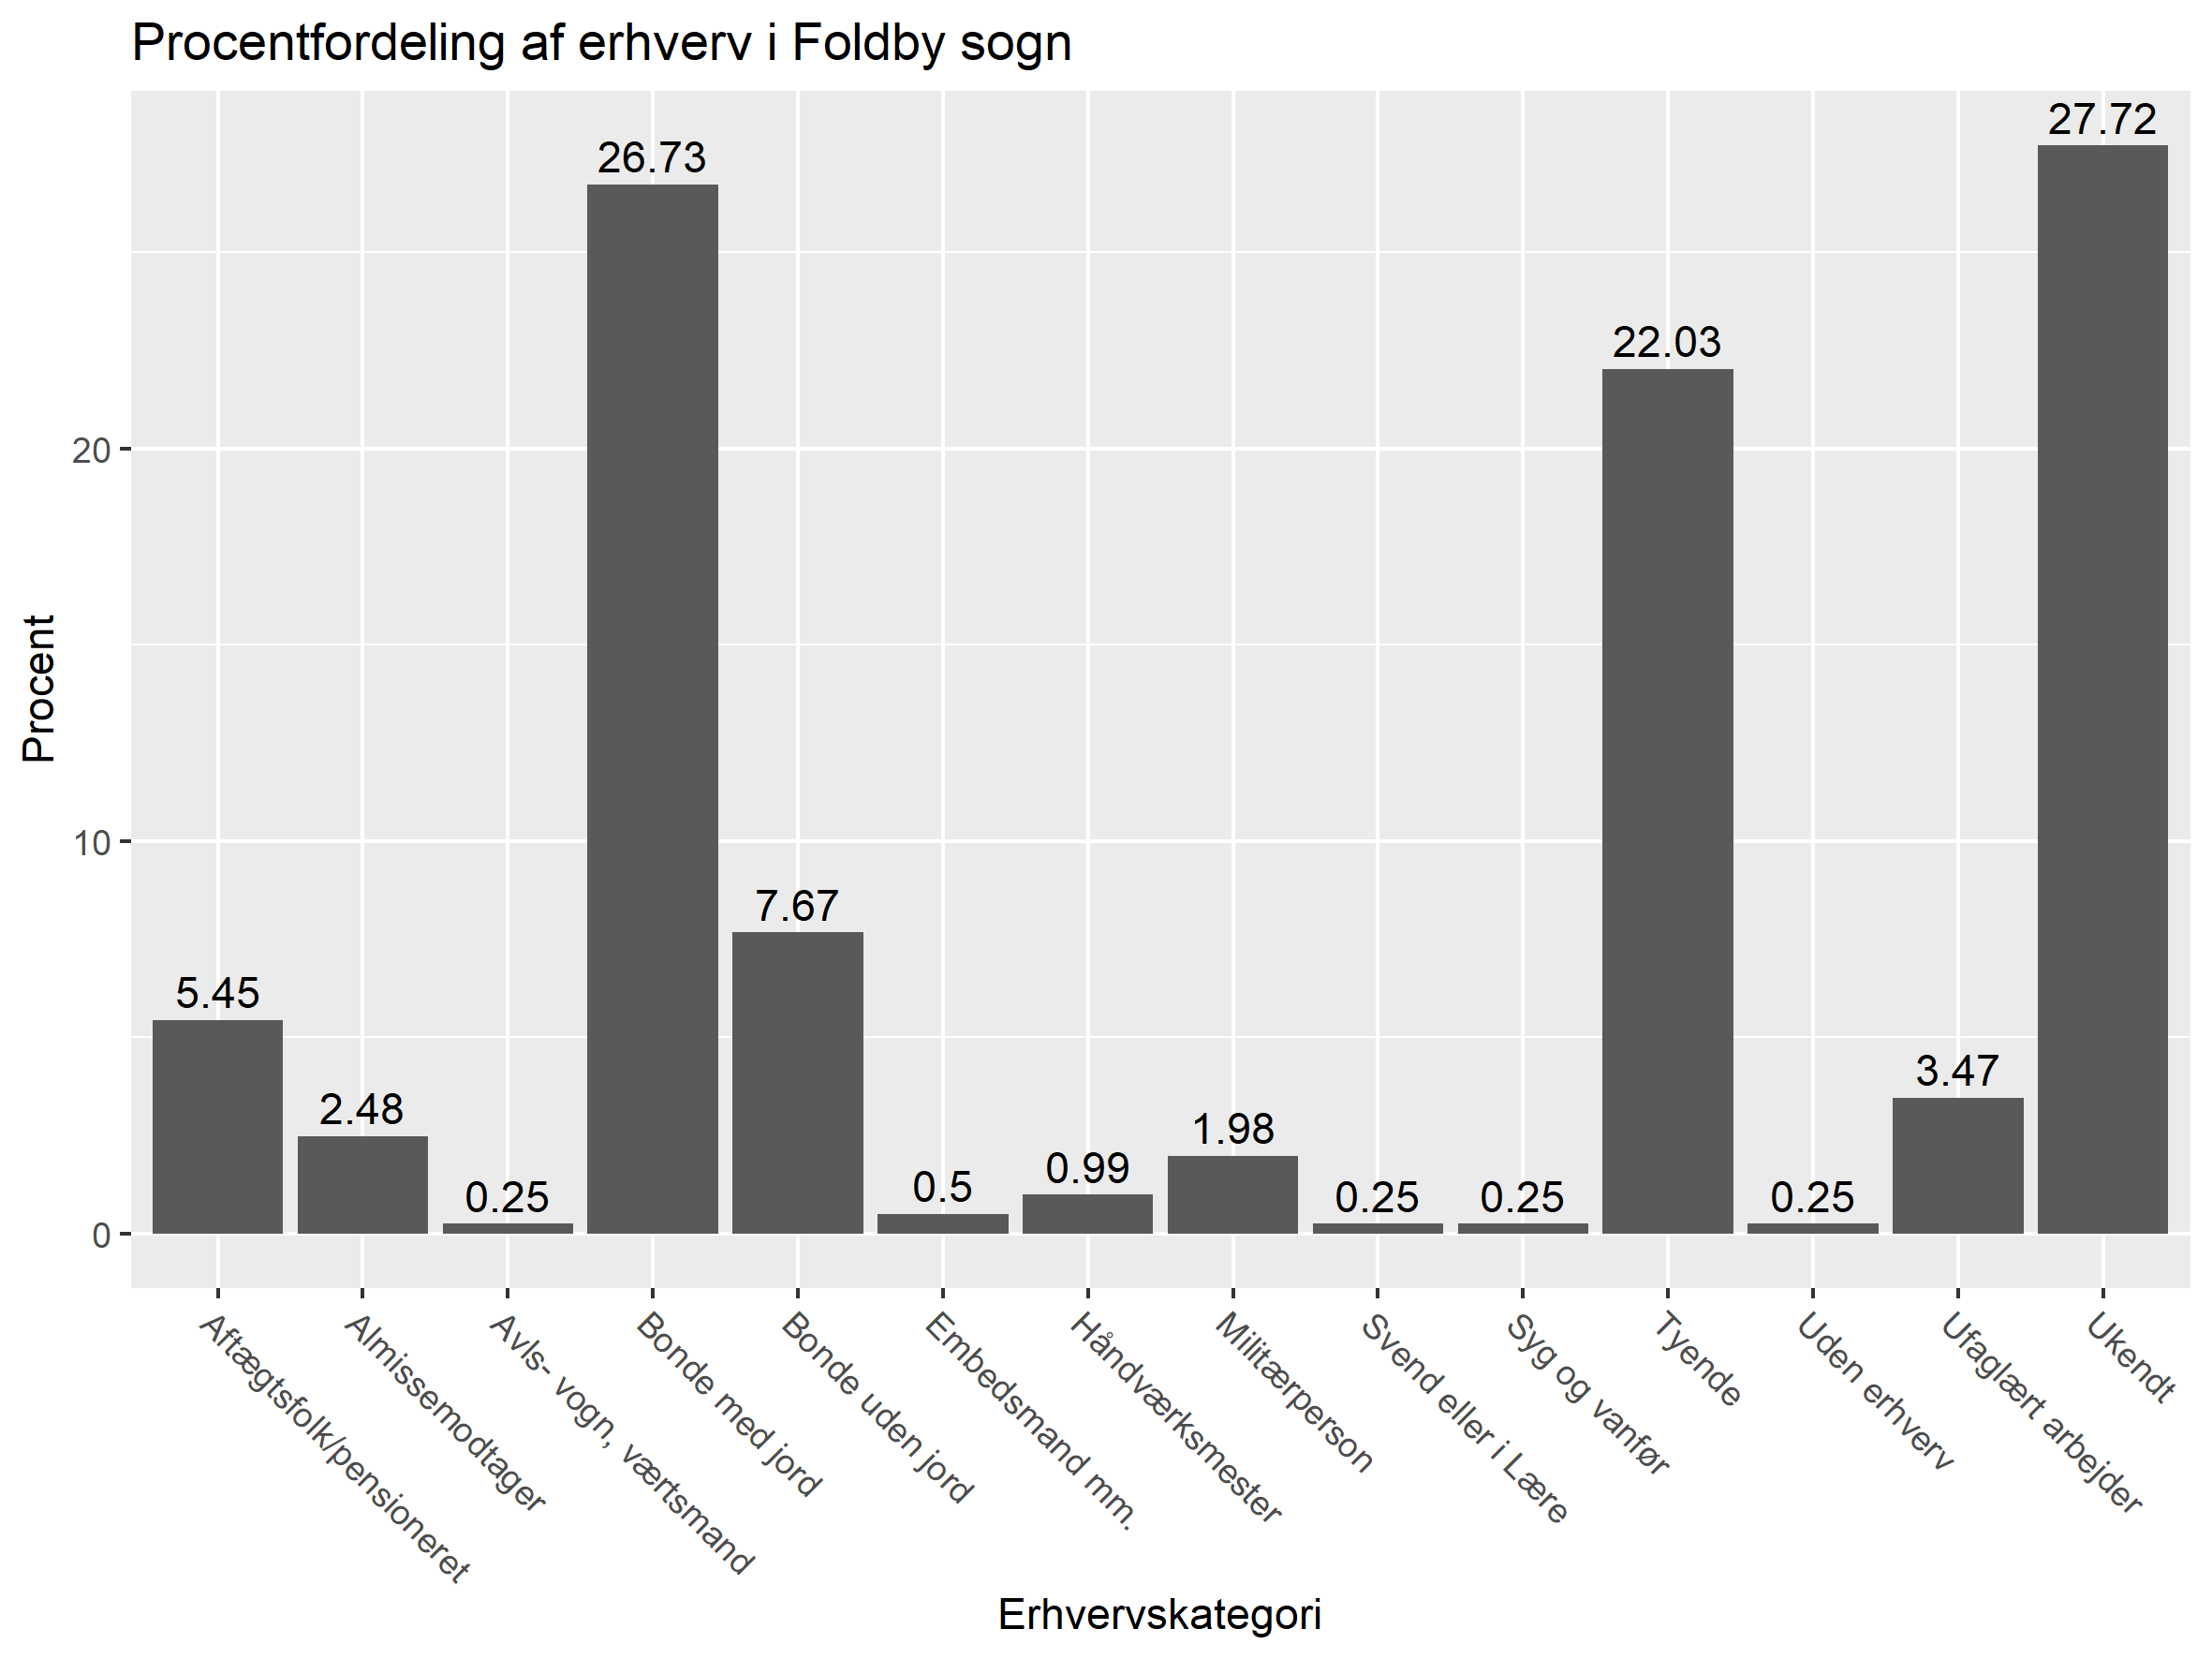 Procentfordeling af erhverv i Foldby sogn
Procent
20
10
0
5.45
2.48
0.25
26.73
7.67
0.5
0.99
1.98
0.25
0.25
22.03
0.25
3.47
27.72
Aftægtsfolk/pensioneret
Almissemodtager
Avls- vogn, værtsmand
Bonde med jord
Bonde uden jord
Embedsmand mm.
Håndværksmester
Militærperson
Svend eller i Lære
Syg og vanfør
Tyende
Uden erhverv
Ufaglært arbejder
Ukendt
Erhvervskategori